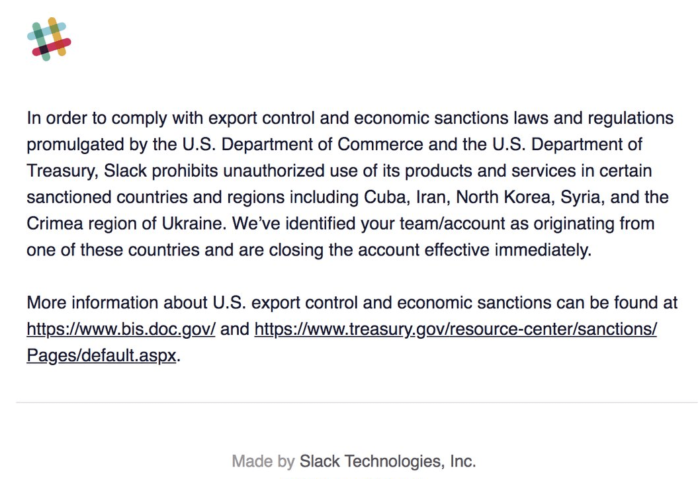 In order to comply with export control and economic sanctions laws and regulations
promulgated by the U.S. Department of Commerce and the U.S. Department of
Treasury, Slack prohibits unauthorized use of its products and services in certain
sanctioned countries and regions including Cuba, Iran, North Korea, Syria, and the
Crimea region of Ukraine. We’ve identified your team/account as originating from
one of these countries and are closing the account effective immediately.
More information about U.S. export control and economic sanctions can be found at
https://www.bis.doc.gov/ and https://www.treasury.gov/resource-center/sanctions/
Pages/default.aspx.
Made by Slack Technologies, Inc.